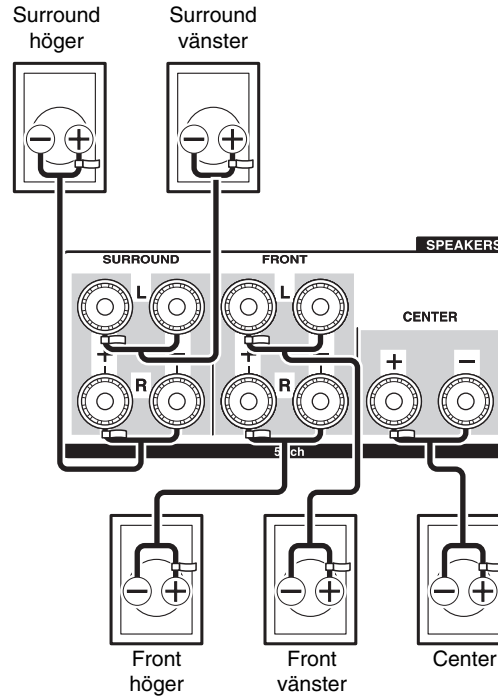 Surround
höger
Surround
vänster
− +
− +
SPEAKERS
SURROUND
FRONT
L
L
CENTER
+ −
+ −
+ −
R
R
− +
− +
− +
Front
höger
Front
vänster
Center